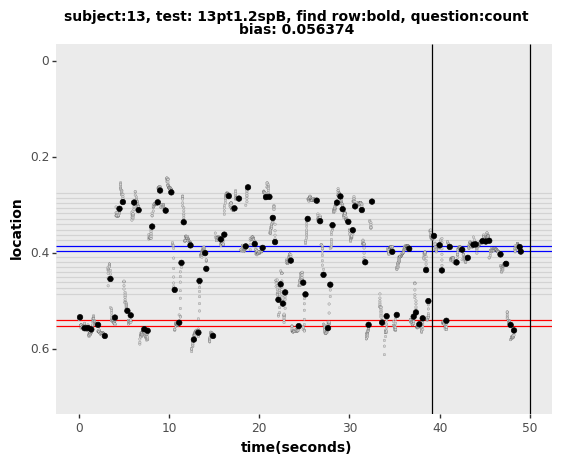 subject:13, test: 13pt1.2spB, find row:bold, question:count
bias: 0.056374
0
0.2
0.4
0.6
location
0 10 20 30 40 50
time(seconds)